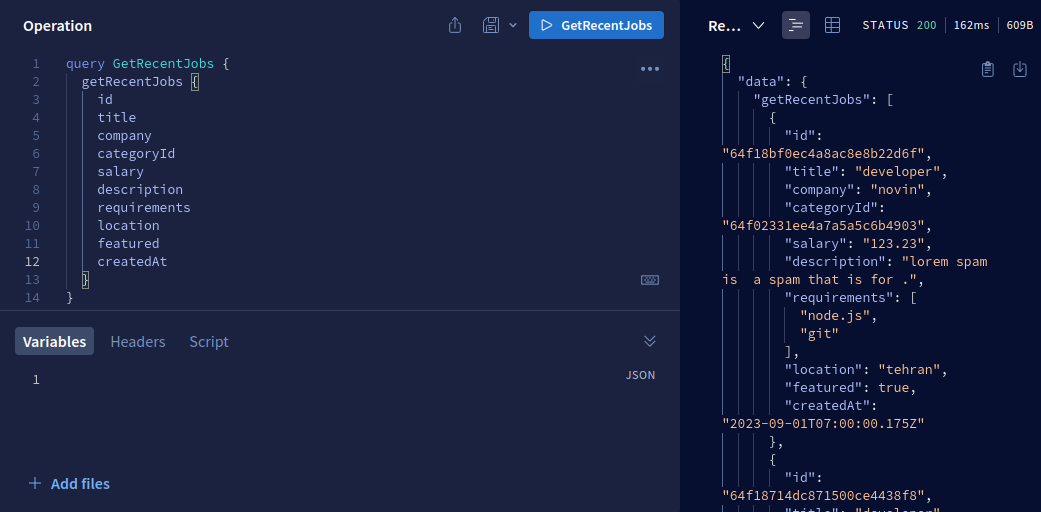 Operation
GetRecentJobs
1 query GetRecentJobs {
2 getRecentJobs {
3 id
4 title
5 company
6 categoryId
7 salary
8 description
9 requirements
10 location
11 featured
12 createdAt
13 }
14 }
Variables Headers Script
1
JSON
Add files
Re... STATUS 200 162ms 609B
{
"data": {
"getRecentJobs": [
{
"id":
"64f18bf0ec4a8ac8e8b22d6f",
"title": "developer",
"company": "novin",
"categoryId":
"64f02331ee4a7a5a5c6b4903",
"salary": "123.23",
"description": "lorem spam
is  a spam that is for .",
"requirements": [
"node.js",
"git"
],
"location": "tehran",
"featured": true,
"createdAt":
"2023-09-01T07:00:00.175Z"
},
{
"id":
"64f18714dc871500ce4438f8",
"title": "developer"